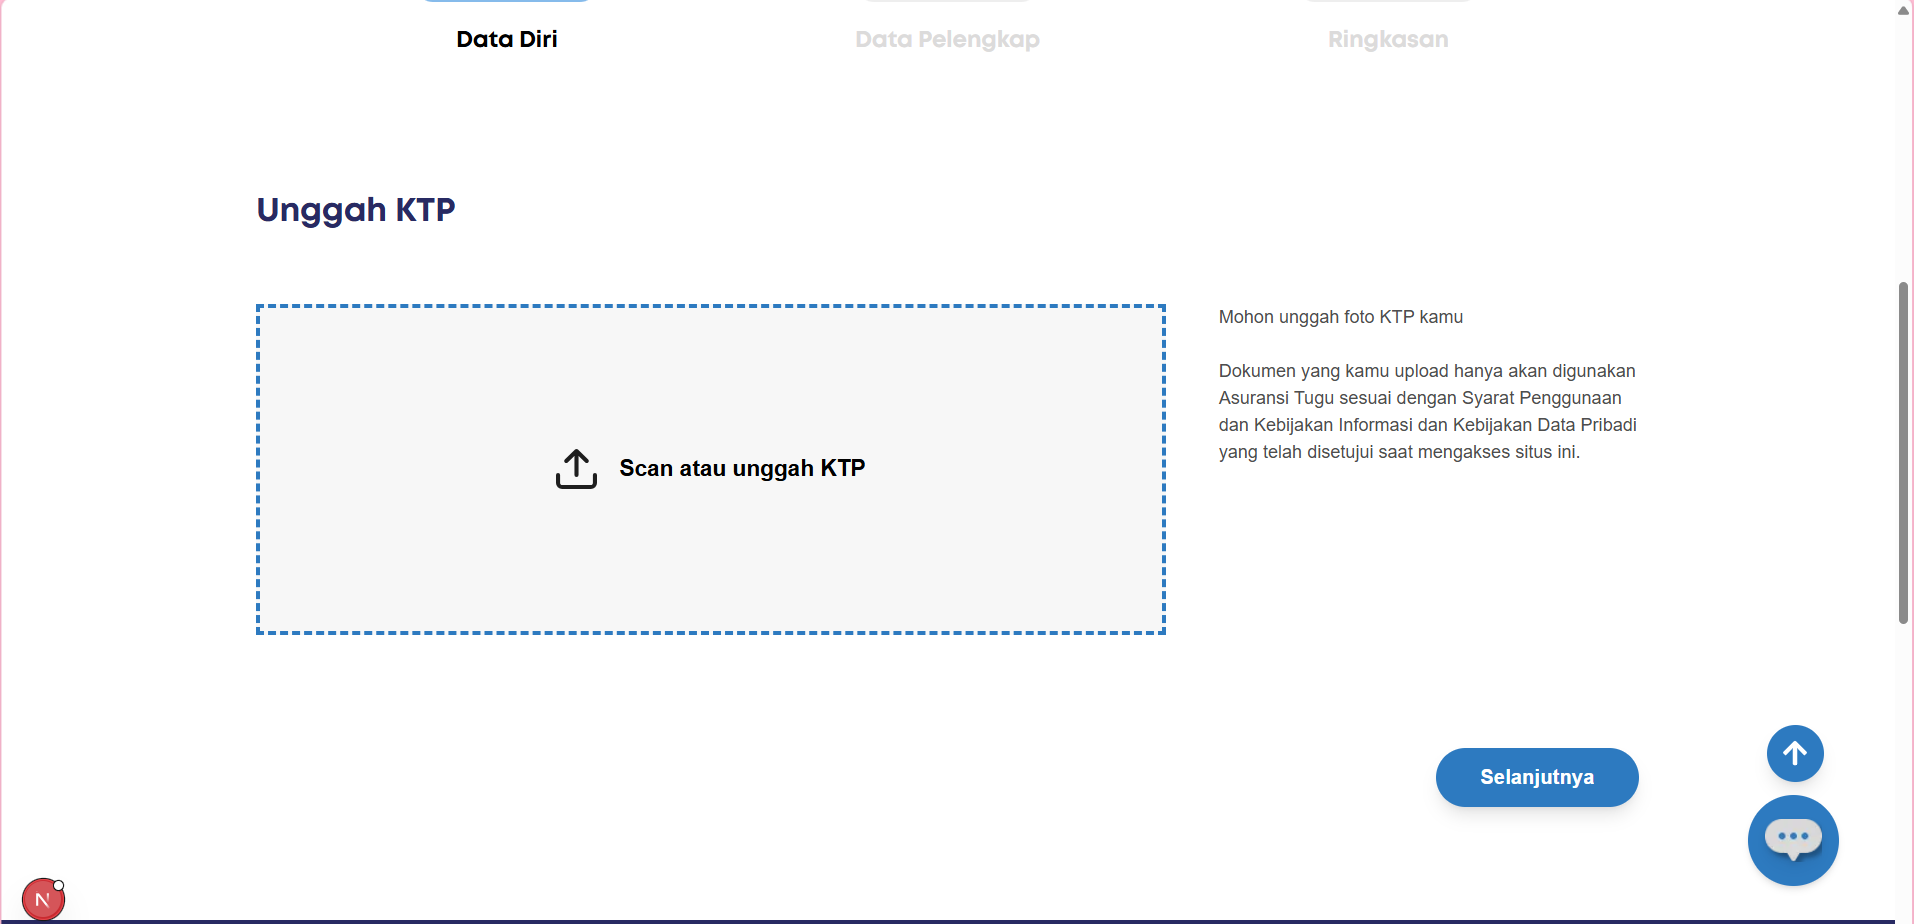 Data Diri
Data Pelengkap
Ringkasan
Unggah KTP
Scan atau unggah KTP
Mohon unggah foto KTP kamu
Dokumen yang kamu upload hanya akan digunakan
Asuransi Tugu sesuai dengan Syarat Penggunaan
dan Kebijakan Informasi dan Kebijakan Data Pribadi
yang telah disetujui saat mengakses situs ini.
Selanjutnya
N